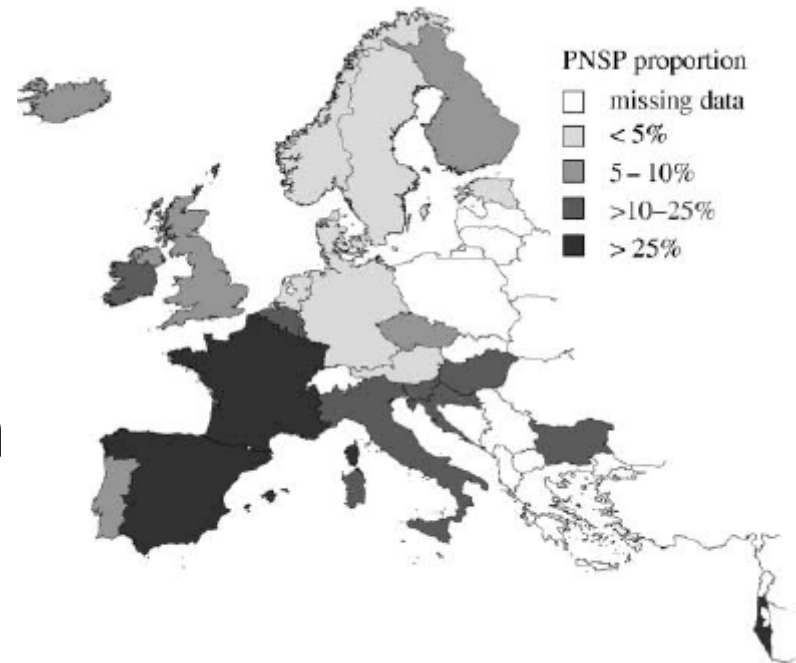 PNSP proportion
missing data
< 5%
5 – 10%
>10–25%
> 25%